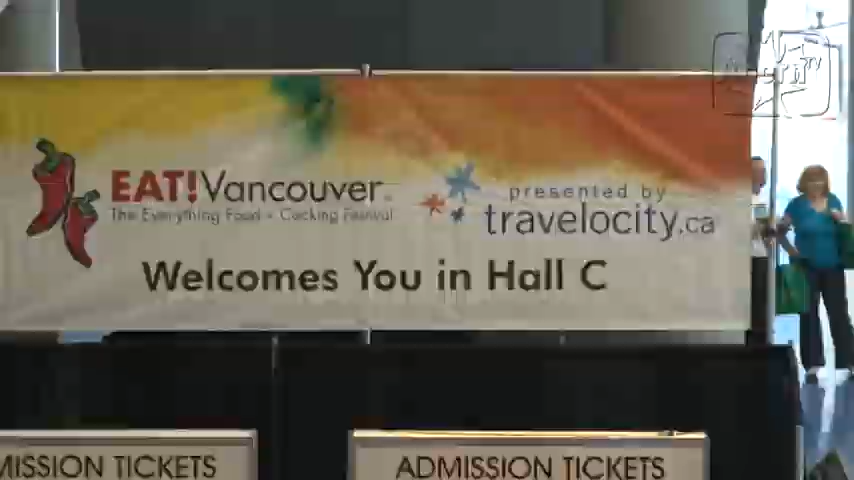 EAT! Vancouver
The Everything Food + Cooking Festival
presented by
travelocity.ca
Welcomes You in Hall C
MISSION TICKETS
ADMISSION TICKETS